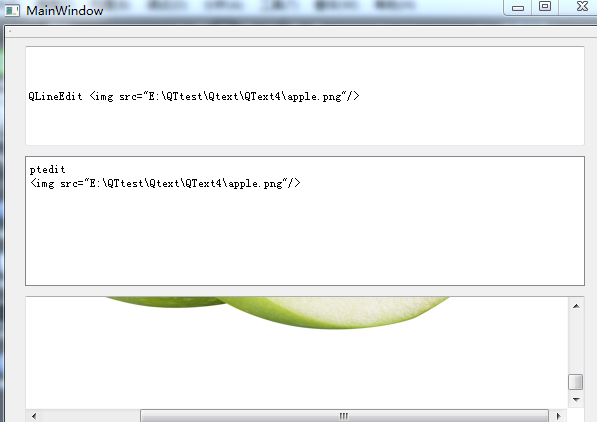 MainWindow
QLineEdit <img src="E:\QTtest\Qtext\QText4\apple.png"/>
ptedit
<img src="E:\QTtest\Qtext\QText4\apple.png"/>